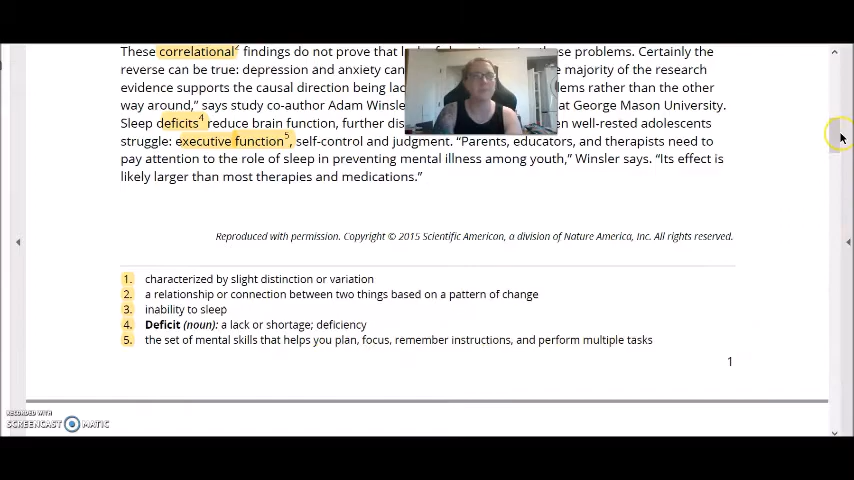 These correlational² findings do not prove that l these problems. Certainly the
reverse can be true: depression and anxiety can majority of the research
evidence supports the causal direction being lac ems rather than the other
way around,” says study co-author Adam Winsle at George Mason University.
Sleep deficits⁴ reduce brain function, further dis n well-rested adolescents
struggle: executive function⁵, self-control and judgment. “Parents, educators, and therapists need to
pay attention to the role of sleep in preventing mental illness among youth,” Winsler says. “Its effect is
likely larger than most therapies and medications.”
Reproduced with permission. Copyright © 2015 Scientific American, a division of Nature America, Inc. All rights reserved.
1. characterized by slight distinction or variation
2. a relationship or connection between two things based on a pattern of change
3. inability to sleep
4. Deficit (noun): a lack or shortage; deficiency
5. the set of mental skills that helps you plan, focus, remember instructions, and perform multiple tasks
1
RECORDED WITH
SCREENCAST MATIC